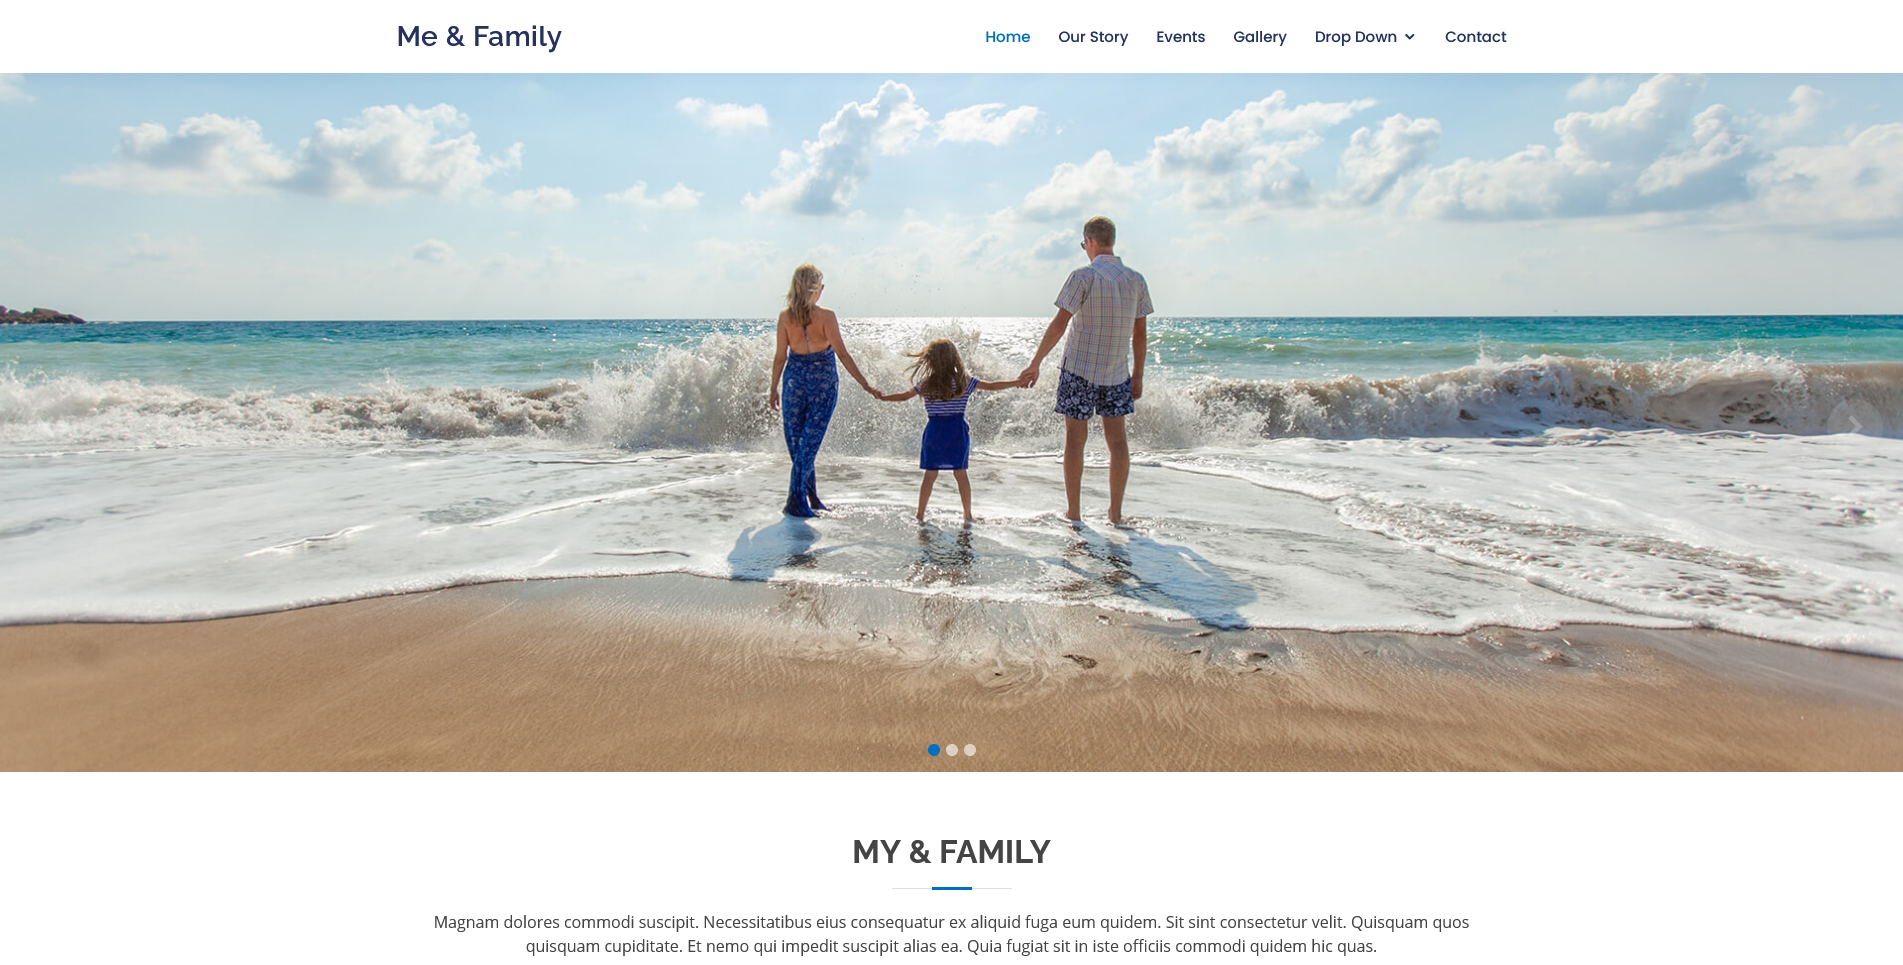 Me & Family
Home Our Story Events Gallery Drop Down Contact
MY & FAMILY
Magnam dolores commodi suscipit. Necessitatibus eius consequatur ex aliquid fuga eum quidem. Sit sint consectetur velit. Quisquam quos
quisquam cupiditate. Et nemo qui impedit suscipit alias ea. Quia fugiat sit in iste officiis commodi quidem hic quas.